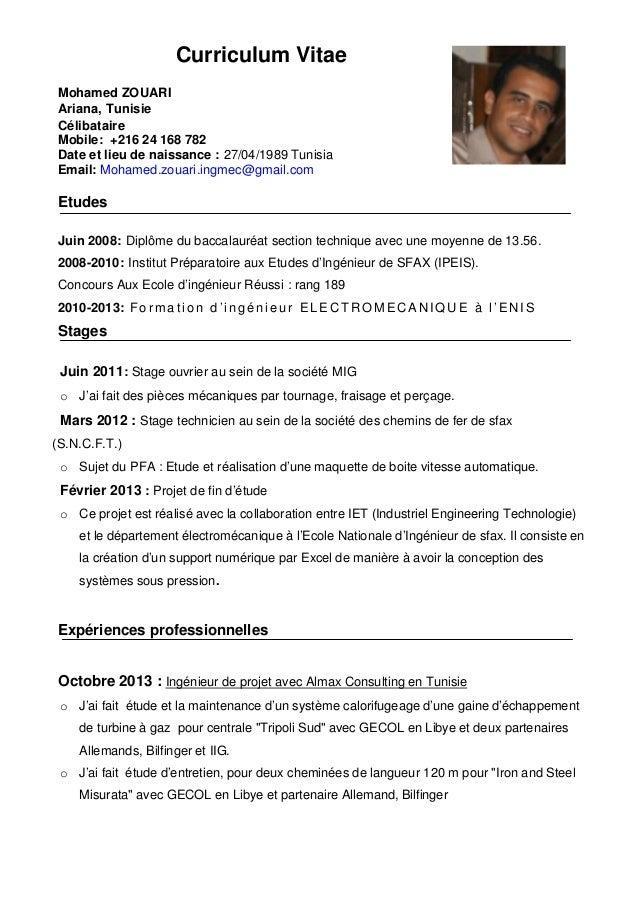 Curriculum Vitae
Mohamed ZOUARI
Ariana, Tunisie
Célibataire
Mobile: +216 24 168 782
Date et lieu de naissance : 27/04/1989 Tunisia
Email: Mohamed.zouari.ingmec@gmail.com
Etudes
Juin 2008: Diplôme du baccalauréat section technique avec une moyenne de 13.56.
2008-2010: Institut Préparatoire aux Etudes d’Ingénieur de SFAX (IPEIS).
Concours Aux Ecole d’ingénieur Réussi : rang 189
2010-2013: Formation d’ingénieur ELECTROMECANIQUE à l’ENIS
Stages
Juin 2011: Stage ouvrier au sein de la société MIG
o J’ai fait des pièces mécaniques par tournage, fraisage et perçage.
Mars 2012 : Stage technicien au sein de la société des chemins de fer de sfax
(S.N.C.F.T.)
o Sujet du PFA : Etude et réalisation d’une maquette de boite vitesse automatique.
Février 2013 : Projet de fin d’étude
o Ce projet est réalisé avec la collaboration entre IET (Industriel Engineering Technologie)
et le département électromécanique à l’Ecole Nationale d’Ingénieur de sfax. Il consiste en
la création d’un support numérique par Excel de manière à avoir la conception des
systèmes sous pression.
Expériences professionnelles
Octobre 2013 : Ingénieur de projet avec Almax Consulting en Tunisie
o J’ai fait étude et la maintenance d’un système calorifugeage d’une gaine d’échappement
de turbine à gaz pour centrale "Tripoli Sud" avec GECOL en Libye et deux partenaires
Allemands, Bilfinger et IIG.
o J’ai fait étude d’entretien, pour deux cheminées de langueur 120 m pour "Iron and Steel
Misurata" avec GECOL en Libye et partenaire Allemand, Bilfinger